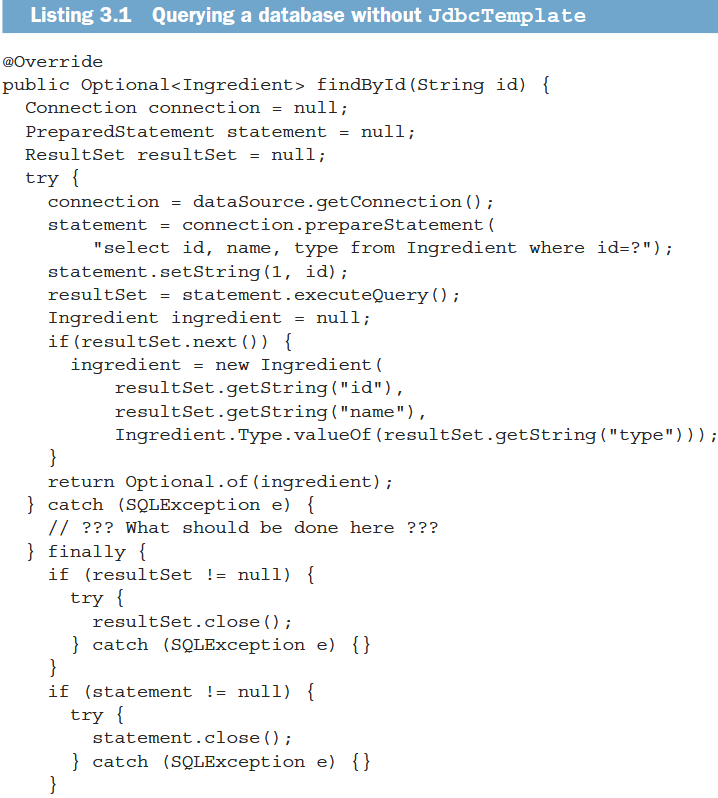 Listing 3.1 Querying a database without JdbcTemplate
@Override
public Optional<Ingredient> findById(String id) {
  Connection connection = null;
  PreparedStatement statement = null;
  ResultSet resultSet = null;
  try {
    connection = dataSource.getConnection();
    statement = connection.prepareStatement(
        "select id, name, type from Ingredient where id=?");
    statement.setString(1, id);
    resultSet = statement.executeQuery();
    Ingredient ingredient = null;
    if(resultSet.next()) {
      ingredient = new Ingredient(
          resultSet.getString("id"),
          resultSet.getString("name"),
          Ingredient.Type.valueOf(resultSet.getString("type")));
    }
    return Optional.of(ingredient);
  } catch (SQLException e) {
    // ??? What should be done here ???
  } finally {
    if (resultSet != null) {
      try {
        resultSet.close();
      } catch (SQLException e) {}
    }
    if (statement != null) {
      try {
        statement.close();
      } catch (SQLException e) {}
    }